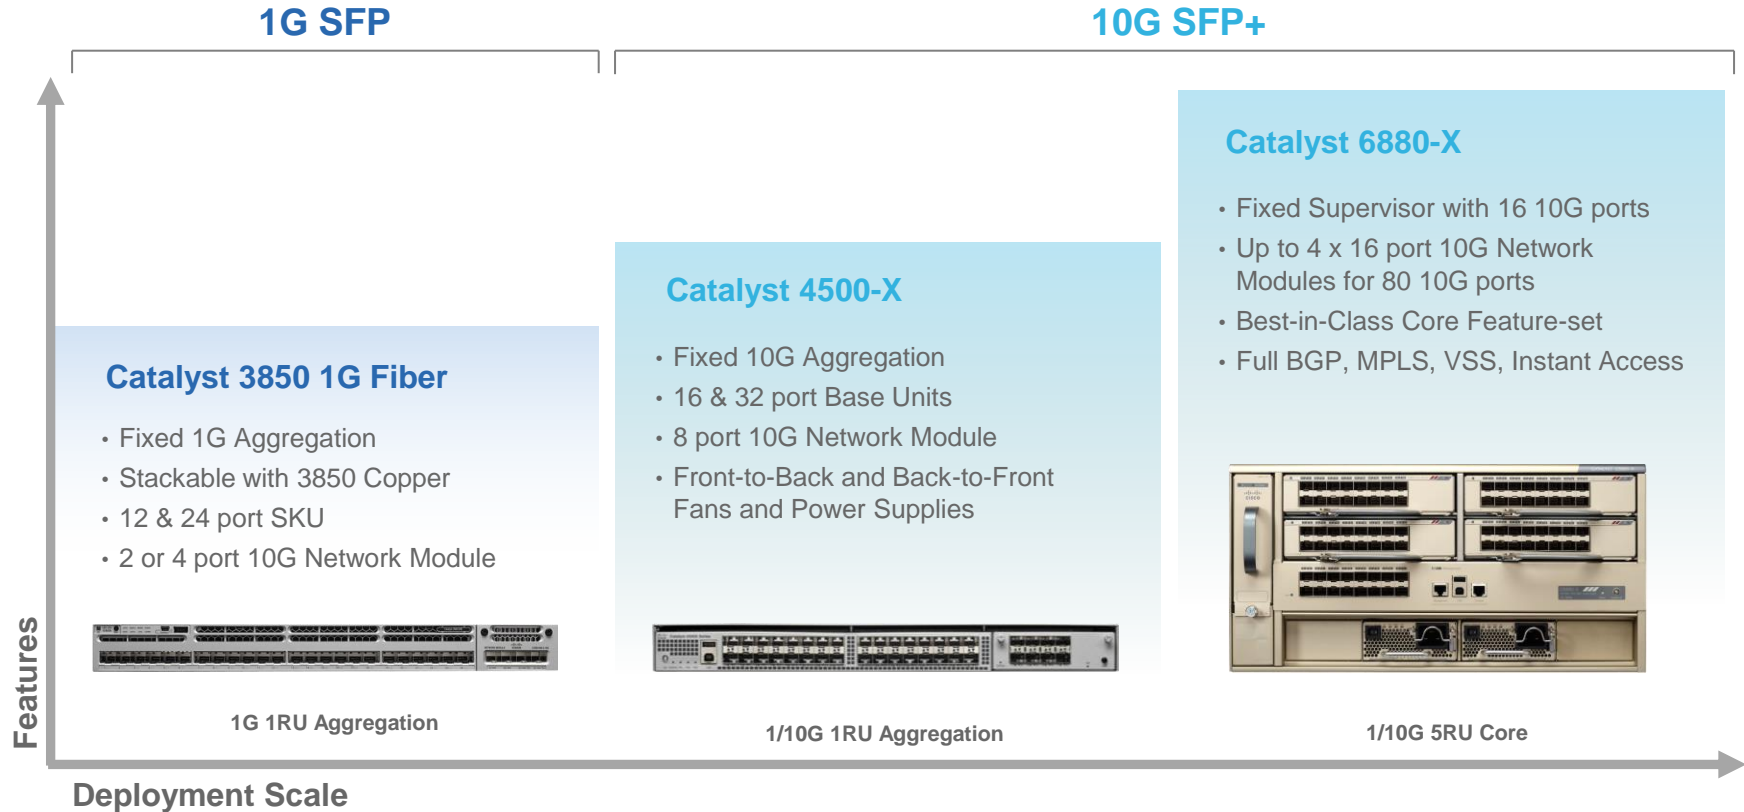 1G SFP
10G SFP+
Catalyst 3850 1G Fiber
• Fixed 1G Aggregation
• Stackable with 3850 Copper
• 12 & 24 port SKU
• 2 or 4 port 10G Network Module
1G 1RU Aggregation
Catalyst 4500-X
• Fixed 10G Aggregation
• 16 & 32 port Base Units
• 8 port 10G Network Module
• Front-to-Back and Back-to-Front
Fans and Power Supplies
1/10G 1RU Aggregation
Catalyst 6880-X
• Fixed Supervisor with 16 10G ports
• Up to 4 x 16 port 10G Network
Modules for 80 10G ports
• Best-in-Class Core Feature-set
• Full BGP, MPLS, VSS, Instant Access
CISCO
1/10G 5RU Core
Features
Deployment Scale